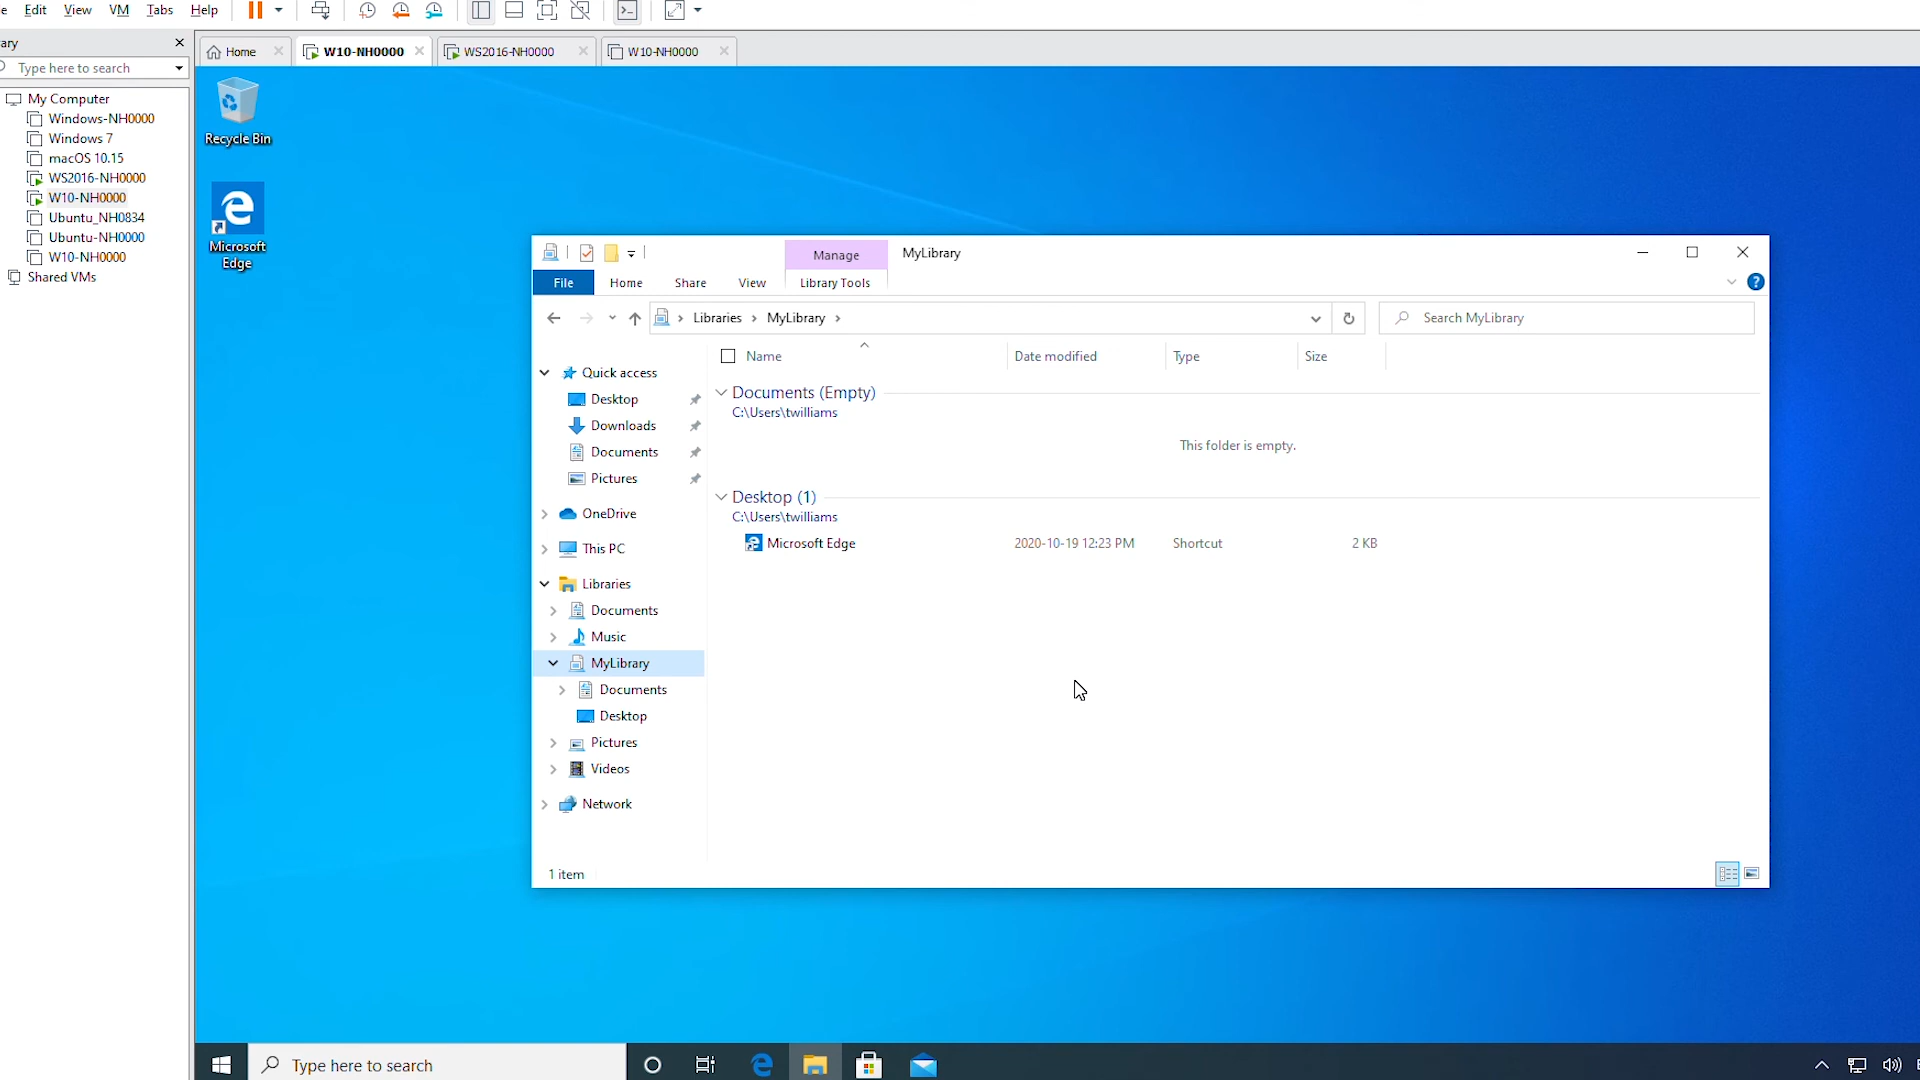 Edit View VM Tabs Help
ary
Home W10-NH0000 WS2016-NH0000 W10-NH0000
Type here to search
My Computer
Windows-NH0000
Windows 7
macOS 10.15
WS2016-NH0000
W10-NH0000
Ubuntu_NH0834
Ubuntu-NH0000
W10-NH0000
Shared VMs
Recycle Bin
Microsoft
Edge
Manage MyLibrary
File Home Share View Library Tools
Libraries MyLibrary
Search MyLibrary
Name Date modified Type Size
Quick access
Desktop
Downloads
Documents
Pictures
OneDrive
This PC
Libraries
Documents
Music
MyLibrary
Documents
Desktop
Pictures
Videos
Network
Documents (Empty)
C:\Users\twilliams
This folder is empty.
Desktop (1)
C:\Users\twilliams
Microsoft Edge 2020-10-19 12:23 PM Shortcut 2 KB
1 item
Type here to search